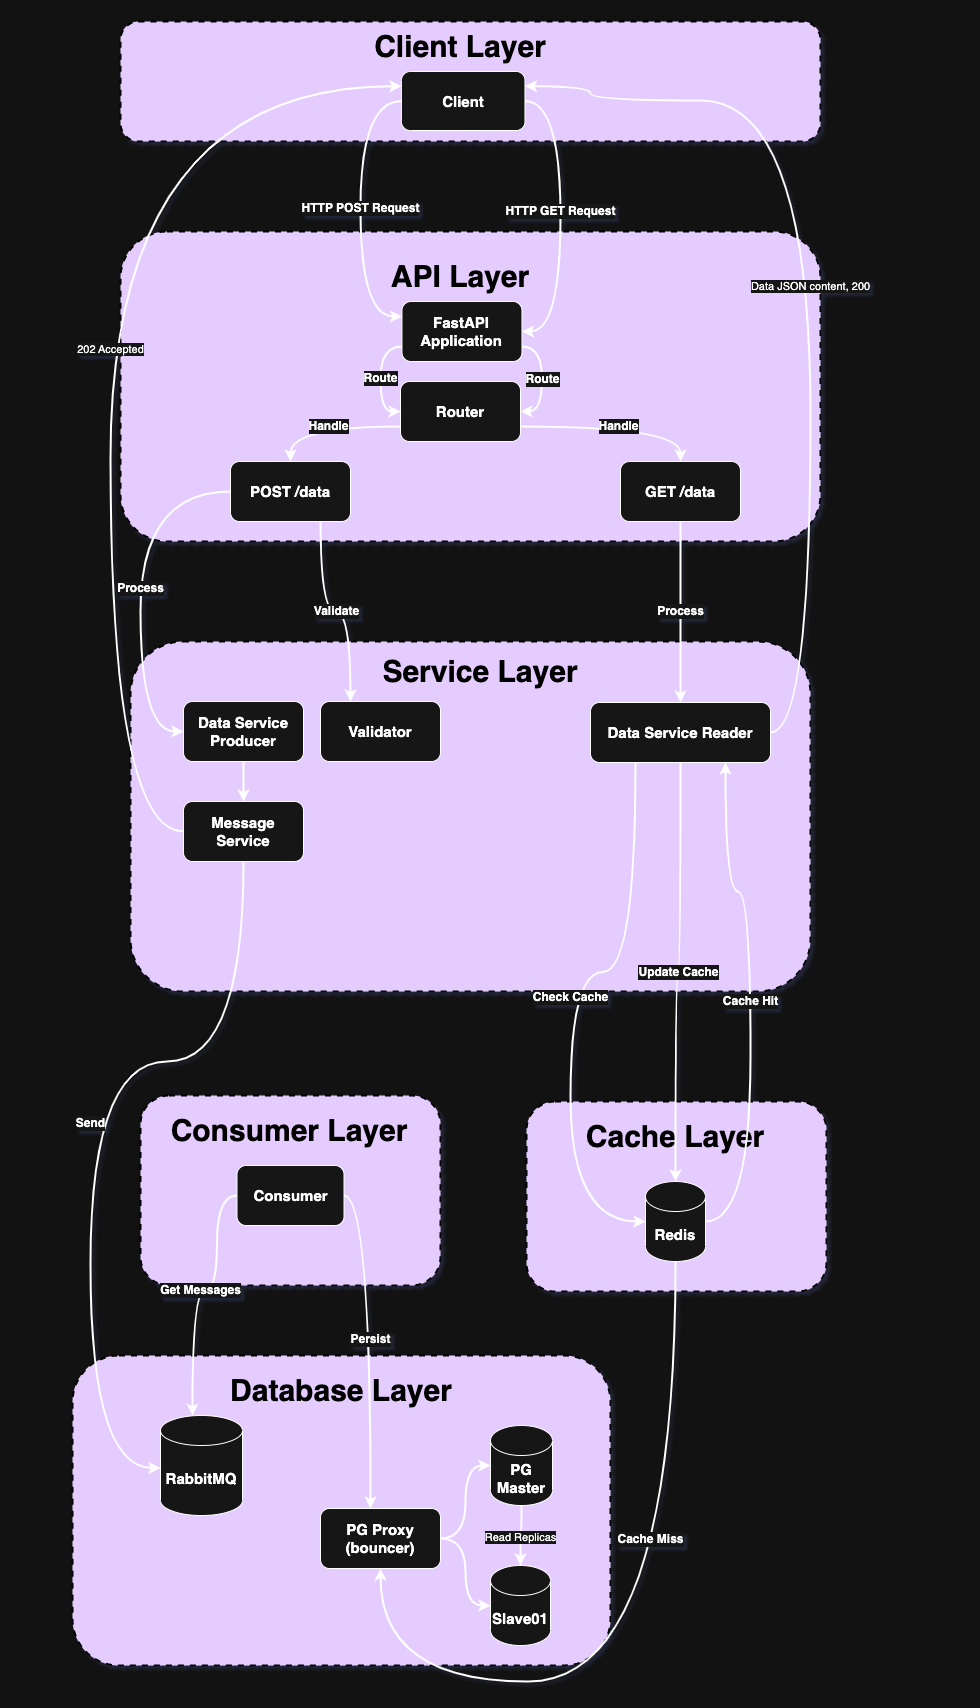 Client Layer
Client
HTTP POST Request
HTTP GET Request
API Layer
Data JSON content, 200
FastAPI
Application
202 Accepted
Route
Route
Router
Handle
Handle
POST /data
GET /data
Process
Validate
Process
Service Layer
Data Service
Producer
Validator
Data Service Reader
Message
Service
Update Cache
Check Cache
Cache Hit
Send
Consumer Layer
Cache Layer
Consumer
Redis
Get Messages
Persist
Database Layer
RabbitMQ
PG
Master
PG Proxy
(bouncer)
Read Replicas
Cache Miss
Slave01